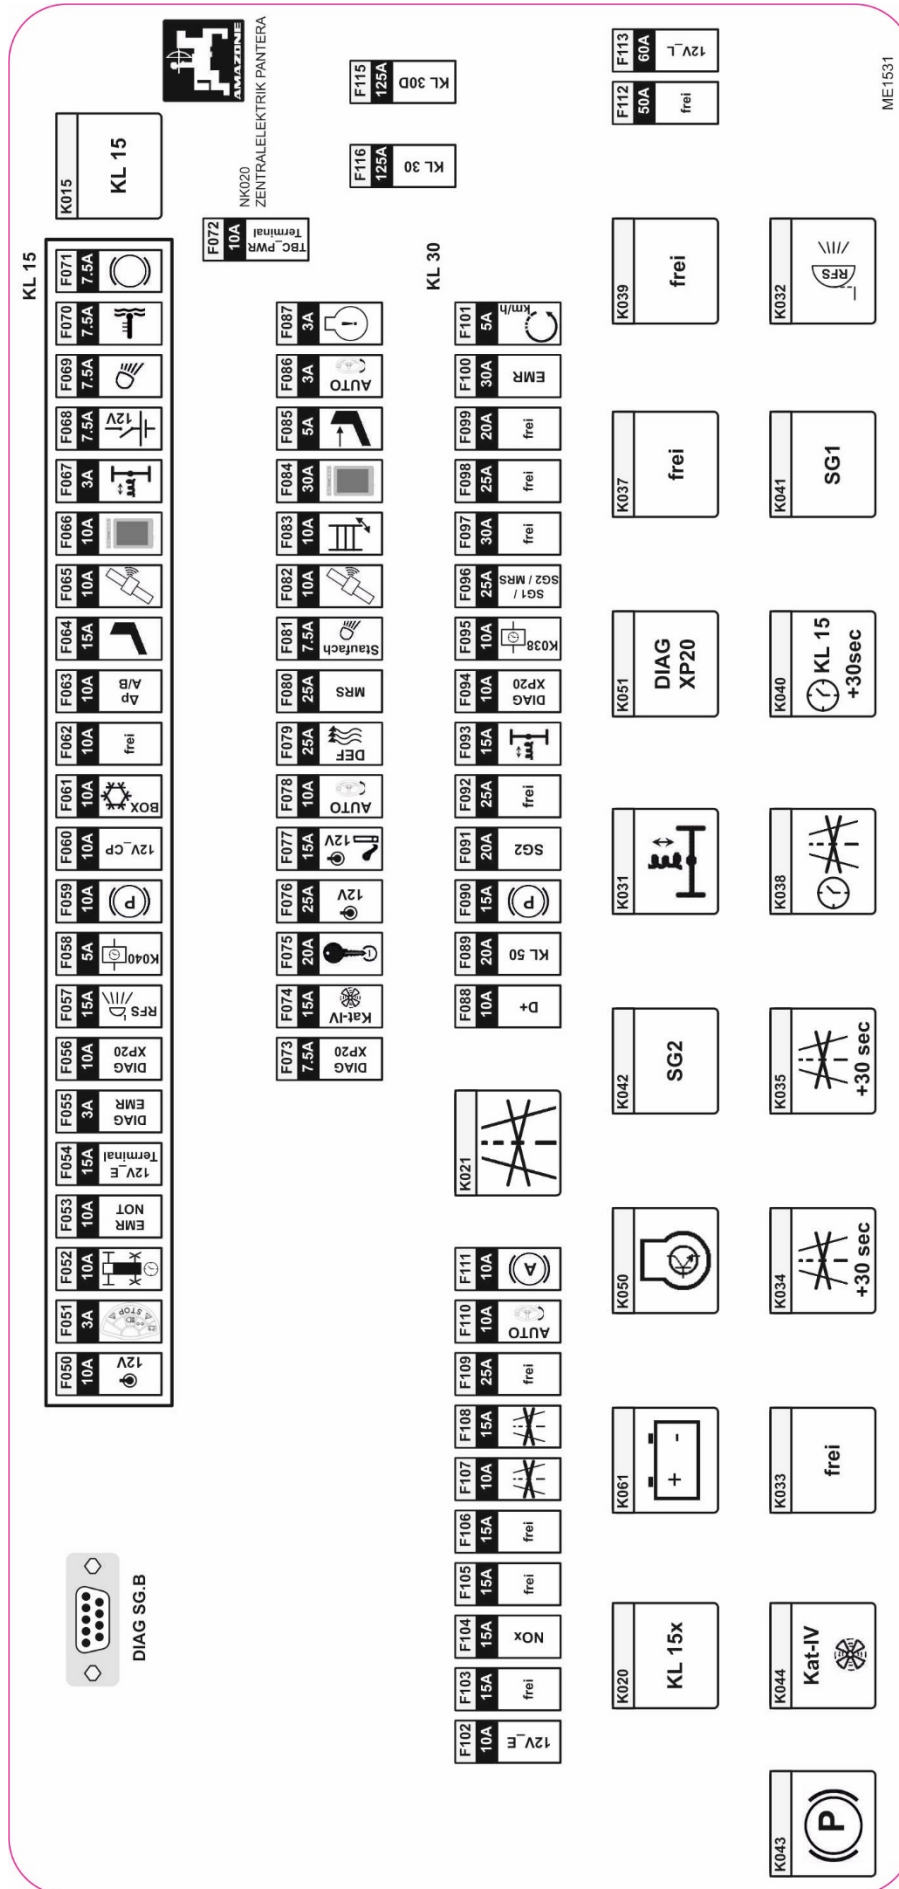 AMAZONE
NK020
ZENTRALELEKTRIK PANTERA
ME1531
F115
125A
KL 30D
F116
125A
KL 30
F113
60A
12V_L
F112
50A
frei
K015
KL 15
F072
10A
TBC_PWR
Terminal
KL 15
F071
7.5A
F070
7.5A
F069
7.5A
F068
7.5A
12V
F067
3A
F066
10A
F065
10A
F064
15A
F063
10A
Δp
A/B
F062
10A
frei
F061
10A
BOX
F060
10A
12V_CP
F059
10A
P
F058
5A
K040
F057
15A
RFS
F056
10A
DIAG
XP20
F055
3A
DIAG
EMR
F054
15A
12V_E
Terminal
F053
10A
EMR
NOT
F052
10A
F051
3A
STOP
F050
10A
12V
DIAG SG.B
KL 30
F087
3A
F086
3A
AUTO
F085
5A
F084
30A
F083
10A
F082
10A
F081
7.5A
Staufach
F080
25A
MRS
F079
25A
DEF
F078
10A
AUTO
F077
15A
12V
F076
25A
12V
F075
20A
F074
15A
Kat-IV
F073
7.5A
DIAG
XP20
F101
5A
km/h
F100
30A
EMR
F099
20A
frei
F098
25A
frei
F097
30A
frei
F096
25A
SG1 /
SG2 / MRS
F095
10A
K038
F094
10A
DIAG
XP20
F093
15A
F092
25A
frei
F091
20A
SG2
F090
15A
P
F089
20A
KL 50
F088
10A
D+
K021
F111
10A
A
F110
10A
AUTO
F109
25A
frei
F108
15A
F107
10A
F106
15A
frei
F105
15A
frei
F104
15A
NOx
F103
15A
frei
F102
10A
12V_E
K039
frei
K037
frei
K051
DIAG
XP20
K031
K042
SG2
K050
K061
+ -
K020
KL 15x
K032
RFS
K041
SG1
K040
KL 15
+30sec
K038
K035
+30 sec
K034
+30 sec
K033
frei
K044
Kat-IV
K043
P